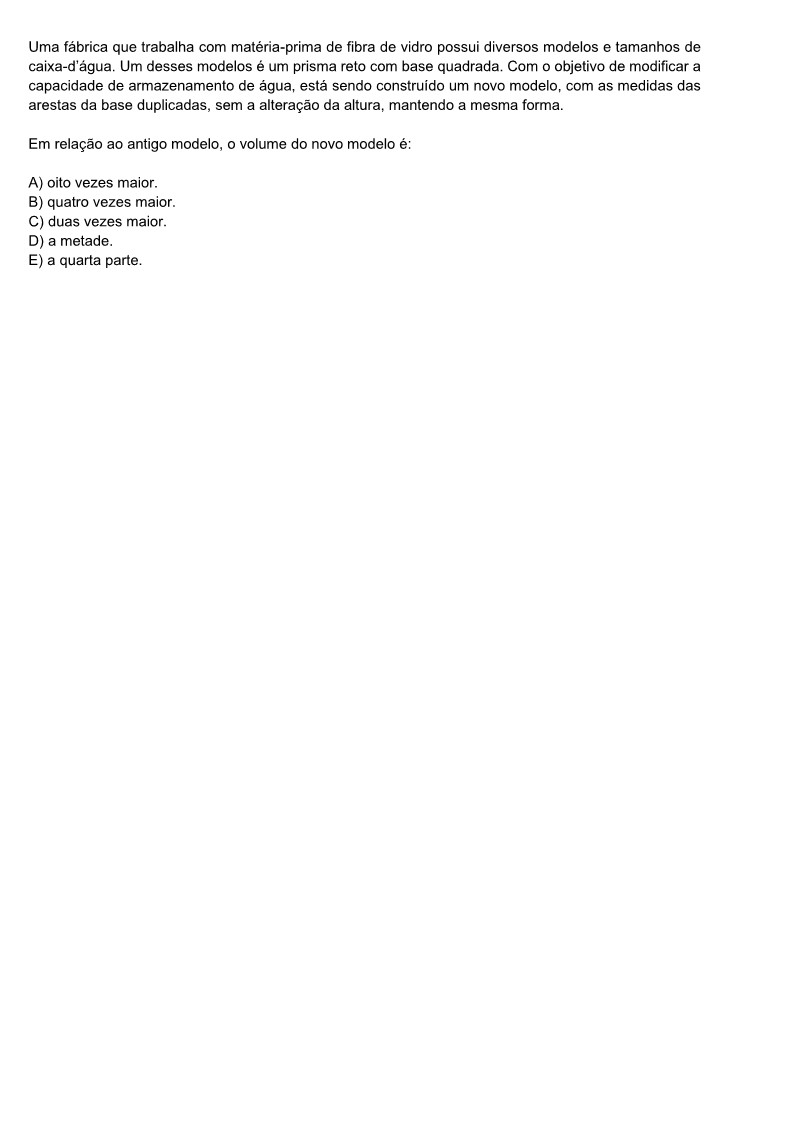 Uma fábrica que trabalha com matéria-prima de fibra de vidro possui diversos modelos e tamanhos de
caixa-d’água. Um desses modelos é um prisma reto com base quadrada. Com o objetivo de modificar a
capacidade de armazenamento de água, está sendo construído um novo modelo, com as medidas das
arestas da base duplicadas, sem a alteração da altura, mantendo a mesma forma.
Em relação ao antigo modelo, o volume do novo modelo é:
A) oito vezes maior.
B) quatro vezes maior.
C) duas vezes maior.
D) a metade.
E) a quarta parte.